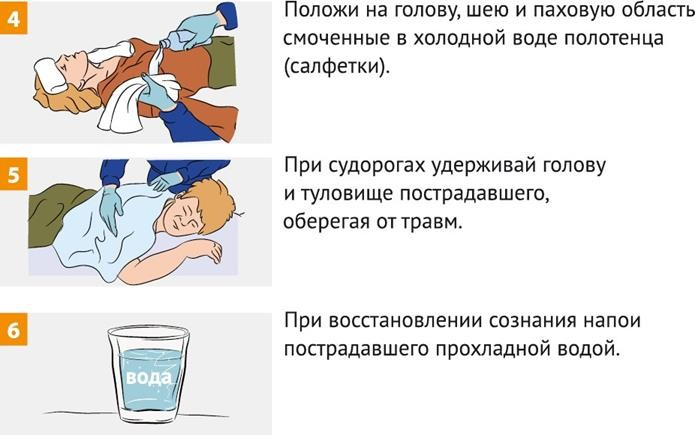 4
Положи на голову, шею и паховую область
смоченные в холодной воде полотенца
(салфетки).
5
При судорогах удерживай голову
и туловище пострадавшего,
оберегая от травм.
6
При восстановлении сознания напои
пострадавшего прохладной водой.
вода